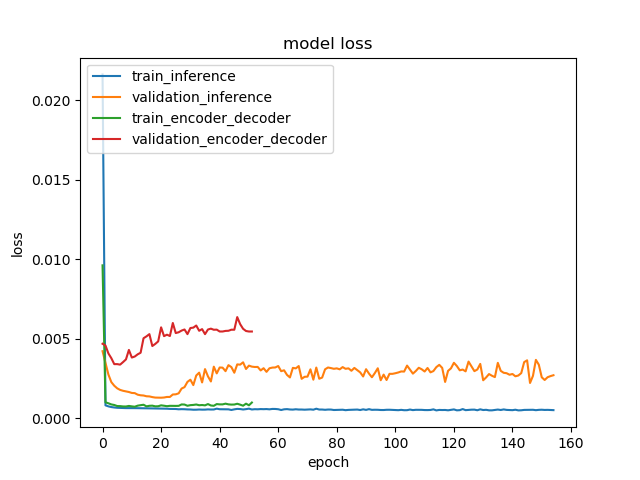 model loss
train_inference
validation_inference
train_encoder_decoder
validation_encoder_decoder
0.020
0.015
0.010
0.005
0.000
loss
0 20 40 60 80 100 120 140 160
epoch